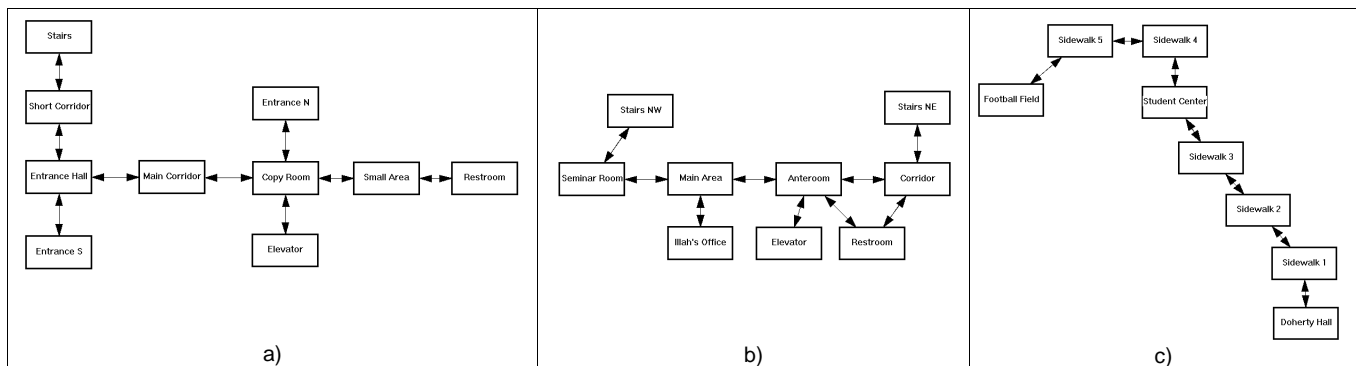 Stairs
Short Corridor
Entrance Hall
Main Corridor
Entrance N
Copy Room
Small Area
Restroom
Entrance S
Elevator
a)
Stairs NW
Stairs NE
Seminar Room
Main Area
Anteroom
Corridor
Illah's Office
Elevator
Restroom
b)
Sidewalk 5
Sidewalk 4
Football Field
Student Center
Sidewalk 3
Sidewalk 2
Sidewalk 1
Doherty Hall
c)